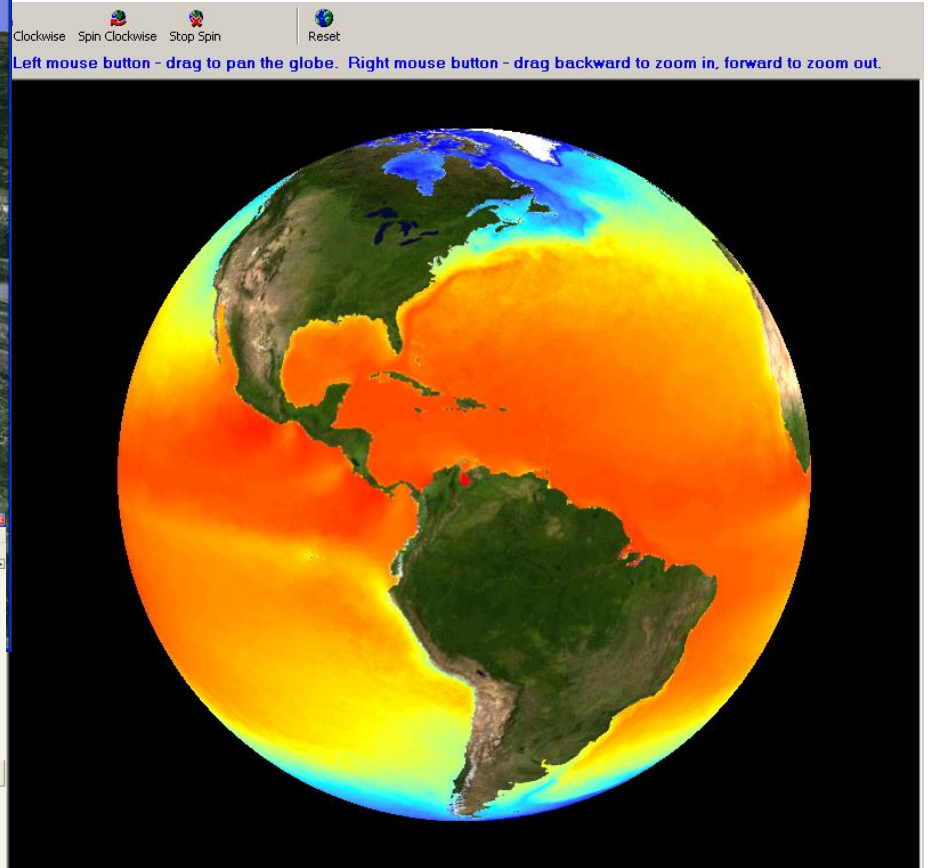 Clockwise Spin Clockwise Stop Spin Reset
Left mouse button - drag to pan the globe. Right mouse button - drag backward to zoom in, forward to zoom out.